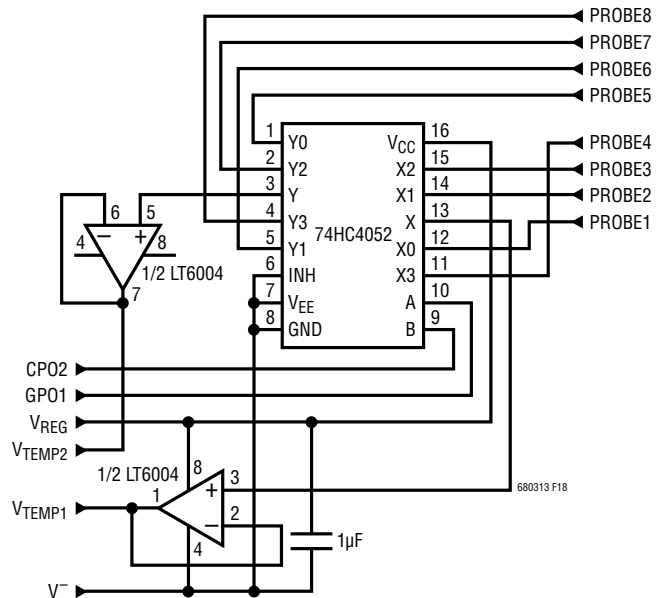 PROBE8
PROBE7
PROBE6
PROBE5
PROBE4
PROBE3
PROBE2
PROBE1
1 Y0
2 Y2
3 Y
4 Y3
5 Y1
6 INH
7 VEE
8 GND
74HC4052
VCC 16
X2 15
X1 14
X 13
X0 12
X3 11
A 10
B 9
6 5
4 − + 8
1/2 LT6004
7
CPO2
GPO1
VREG
VTEMP2
1/2 LT6004
8
VTEMP1
1 + 3
− 2
4
1µF
V−
680313 F18